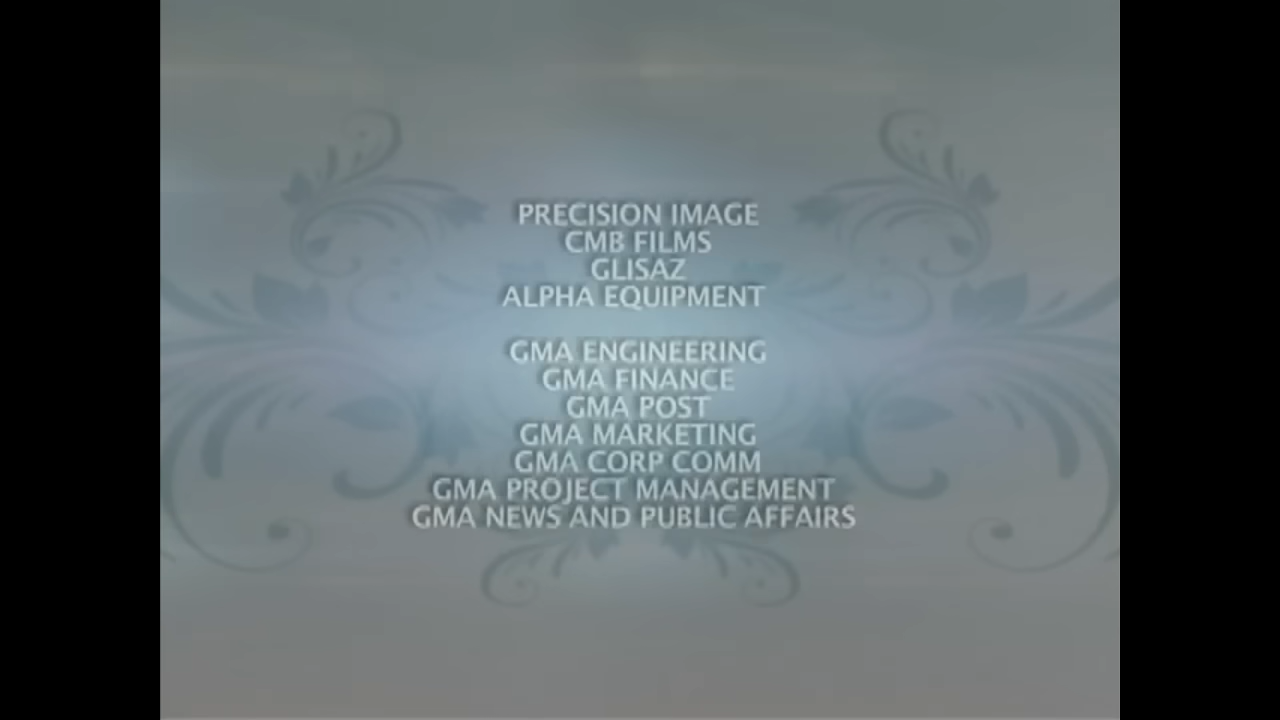 PRECISION IMAGE
CMB FILMS
GLISAZ
ALPHA EQUIPMENT
GMA ENGINEERING
GMA FINANCE
GMA POST
GMA MARKETING
GMA CORP COMM
GMA PROJECT MANAGEMENT
GMA NEWS AND PUBLIC AFFAIRS